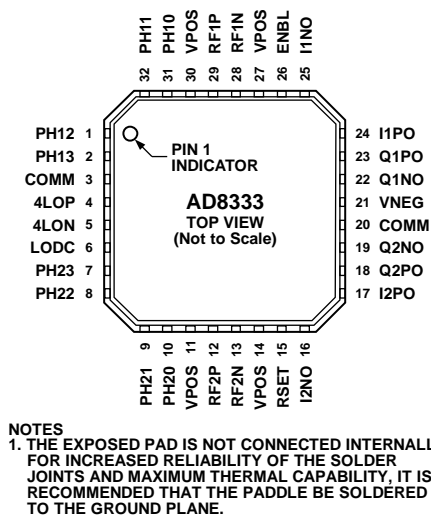 PH11 PH10 VPOS RF1P RF1N VPOS ENBL I1NO
32 31 30 29 28 27 26 25
PH12 1
PH13 2
COMM 3
4LOP 4
4LON 5
LODC 6
PH23 7
PH22 8
PIN 1
INDICATOR
AD8333
TOP VIEW
(Not to Scale)
24 I1PO
23 Q1PO
22 Q1NO
21 VNEG
20 COMM
19 Q2NO
18 Q2PO
17 I2PO
9 10 11 12 13 14 15 16
PH21 PH20 VPOS RF2P RF2N VPOS RSET I2NO
NOTES
1. THE EXPOSED PAD IS NOT CONNECTED INTERNALL
FOR INCREASED RELIABILITY OF THE SOLDER
JOINTS AND MAXIMUM THERMAL CAPABILITY, IT IS
RECOMMENDED THAT THE PADDLE BE SOLDERED
TO THE GROUND PLANE.